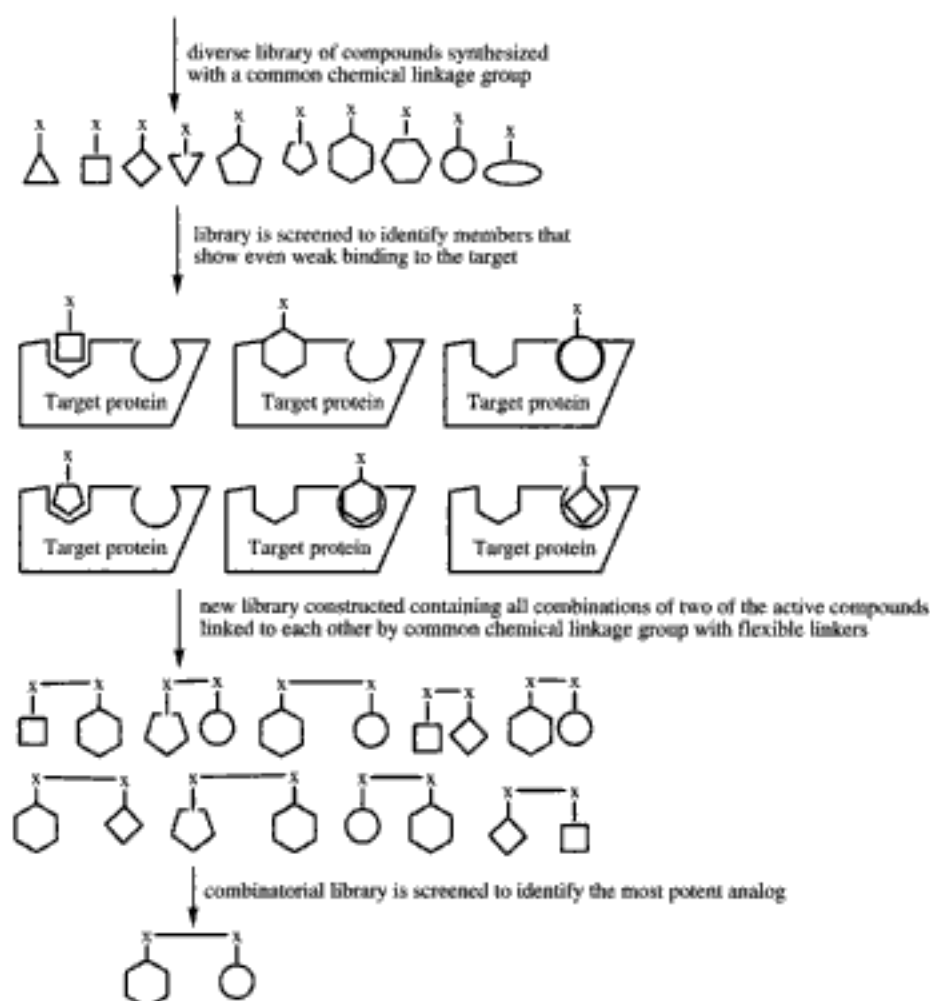 diverse library of compounds synthesized
with a common chemical linkage group
x x x x x x x x x x
library is screened to identify members that
show even weak binding to the target
x x x
Target protein Target protein Target protein
x x x
Target protein Target protein Target protein
new library constructed containing all combinations of two of the active compounds
linked to each other by common chemical linkage group with flexible linkers
x x x x x x x x x x
x x x x x x x x
combinatorial library is screened to identify the most potent analog
x x